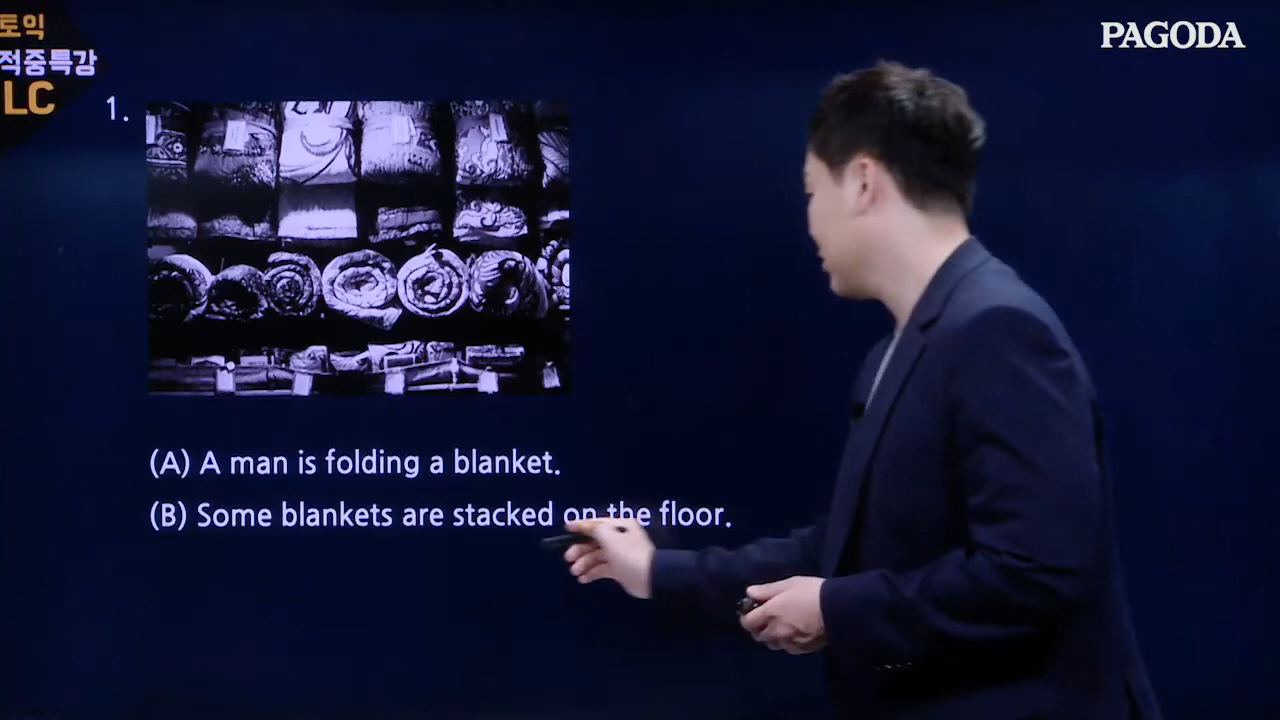 토익
적중특강
LC
PAGODA
1.
(A) A man is folding a blanket.
(B) Some blankets are stacked on the floor.